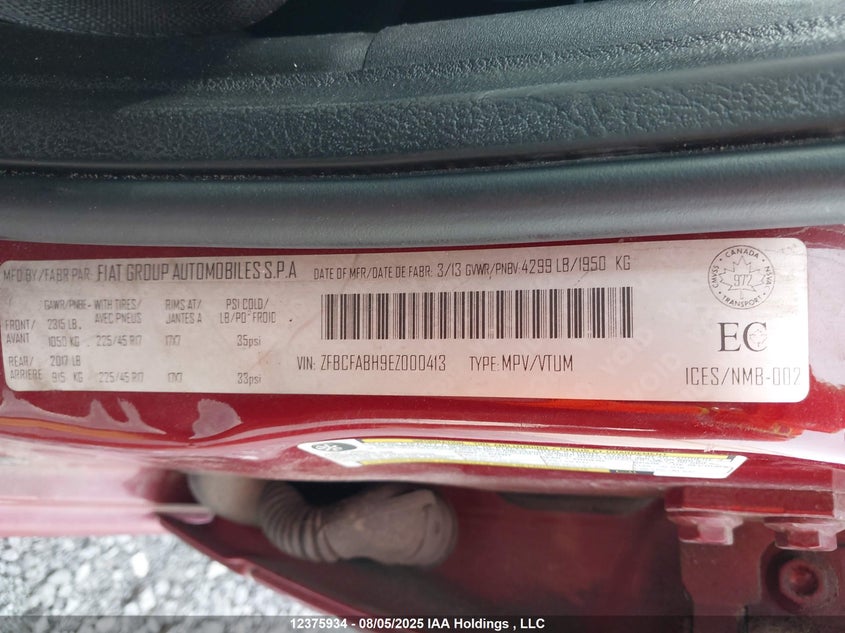 MFD BY/FABR PAR: FIAT GROUP AUTOMOBILES S.P.A DATE OF MFR/DATE DE FABR: 3/13 GVWR/PNBV 4299 LB/1950 KG
GAWR/PNBE- WITH TIRES/ RIMS AT/ PSI COLD/
AVEC PNEUS JANTES A LB/PO² FROID
FRONT/ 2315 LB.
AVANT 1050 KG 225/45 R17 17X7 35psi
REAR/ 2017 LB
ARRIERE 915 KG 225/45 R17 17X7 33psi
VIN: ZFBCFABH9EZ000413 TYPE: MPV/VTUM
CANADA
972
TRANSPORT
CMVSS
NSVAC
EC
ICES/NMB-002
12375934 - 08/05/2025 IAA Holdings , LLC